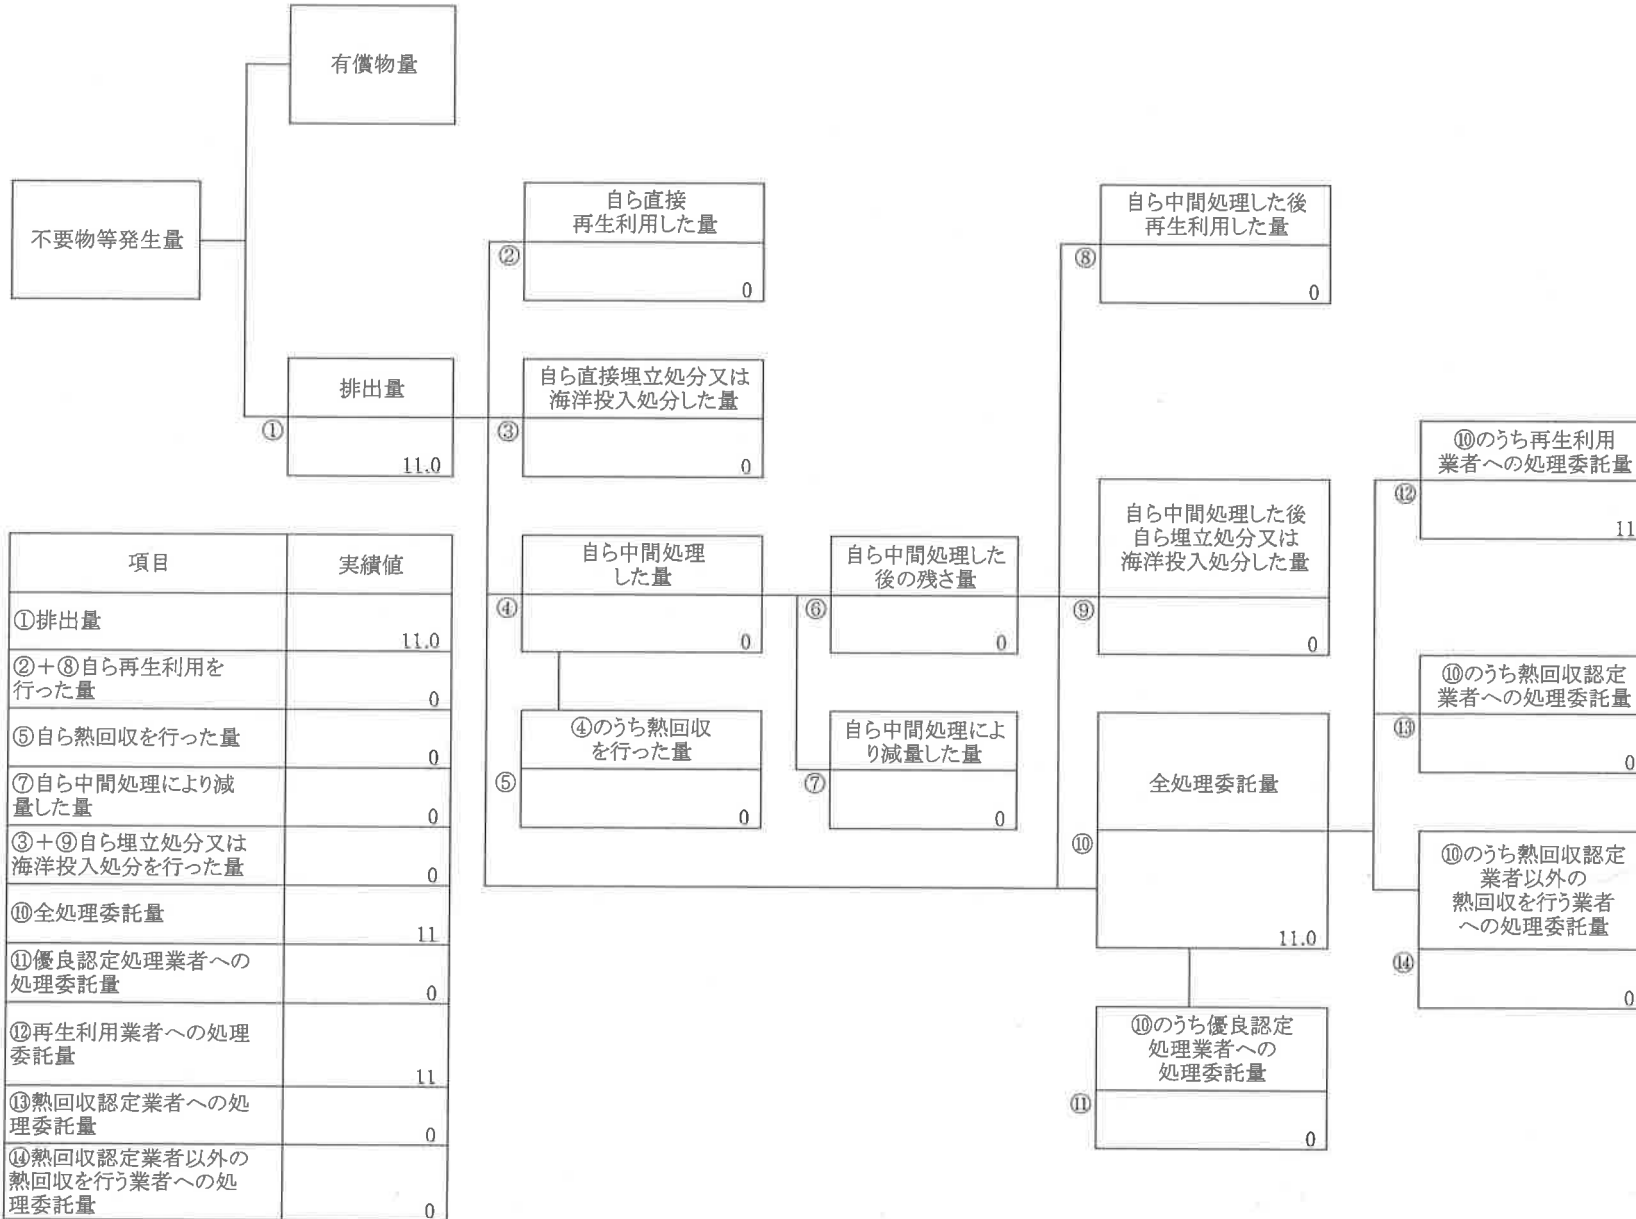 有償物量
不要物等発生量
排出量
①
11.0
自ら直接
再生利用した量
②
0
自ら直接埋立処分又は
海洋投入処分した量
③
0
自ら中間処理
した量
④
0
④のうち熱回収
を行った量
⑤
0
自ら中間処理した
後の残さ量
⑥
0
自ら中間処理によ
り減量した量
⑦
0
自ら中間処理した後
再生利用した量
⑧
0
自ら中間処理した後
自ら埋立処分又は
海洋投入処分した量
⑨
0
全処理委託量
⑩
11.0
⑩のうち優良認定
処理業者への
処理委託量
⑪
0
⑩のうち再生利用
業者への処理委託量
⑫
11
⑩のうち熱回収認定
業者への処理委託量
⑬
0
⑩のうち熱回収認定
業者以外の
熱回収を行う業者
への処理委託量
⑭
0
項目 実績値
①排出量
11.0
②＋⑧自ら再生利用を
行った量
0
⑤自ら熱回収を行った量
0
⑦自ら中間処理により減
量した量
0
③＋⑨自ら埋立処分又は
海洋投入処分を行った量
0
⑩全処理委託量
11
⑪優良認定処理業者への
処理委託量
0
⑫再生利用業者への処理
委託量
11
⑬熱回収認定業者への処
理委託量
0
⑭熱回収認定業者以外の
熱回収を行う業者への処
理委託量
0